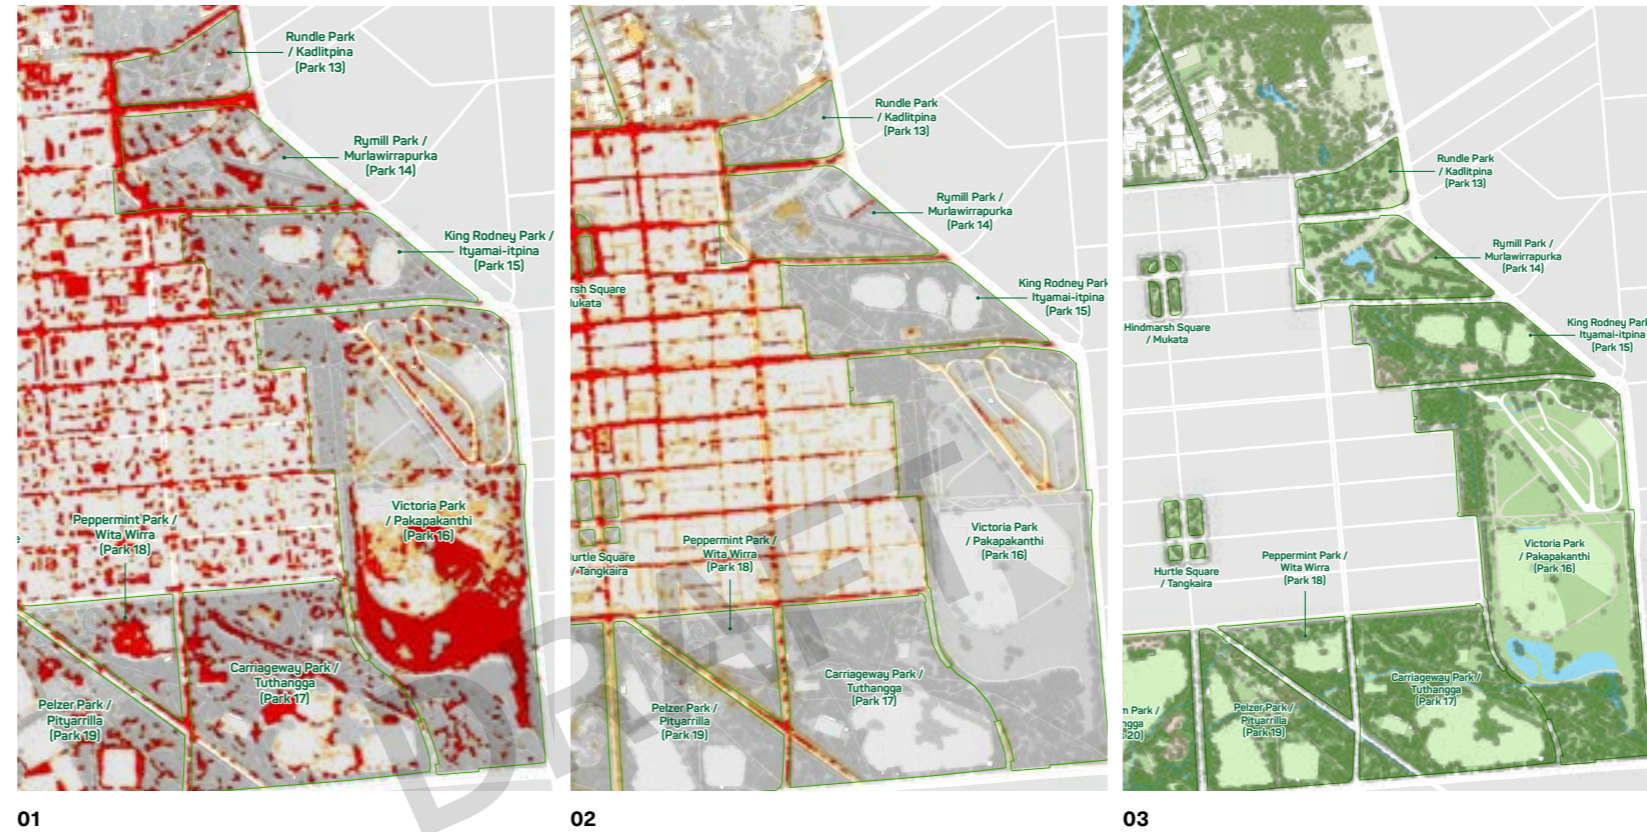 Rundle Park
/ Kadlitpina
(Park 13)
Rymill Park /
Murlawirrapurka
(Park 14)
King Rodney Park /
Ityamai-itpina
(Park 15)
Victoria Park
/ Pakapakanthi
(Park 16)
Peppermint Park /
Wita Wirra
(Park 18)
Carriageway Park /
Tuthangga
(Park 17)
Pelzer Park /
Pityarrilla
(Park 19)
01
Rundle Park
/ Kadlitpina
(Park 13)
Rymill Park /
Murlawirrapurka
(Park 14)
King Rodney Park
Ityamai-itpina
(Park 15)
rsh Square
Mukata
Victoria Park
/ Pakapakanthi
(Park 16)
Peppermint Park /
Wita Wirra
(Park 18)
Hurtle Square
/ Tangkaira
Carriageway Park /
Tuthangga
(Park 17)
Pelzer Park /
Pityarrilla
(Park 19)
02
Rundle Park
/ Kadlitpina
(Park 13)
Rymill Park /
Murlawirrapurka
(Park 14)
King Rodney Park
Ityamai-itpina
(Park 15)
Hindmarsh Square
/ Mukata
Victoria Park
/ Pakapakanthi
(Park 16)
Peppermint Park /
Wita Wirra
(Park 18)
Hurtle Square
/ Tangkaira
Carriageway Park /
Tuthangga
(Park 17)
Pelzer Park /
Pityarrilla
(Park 19)
m Park /
ngga
20)
03
DRAFT